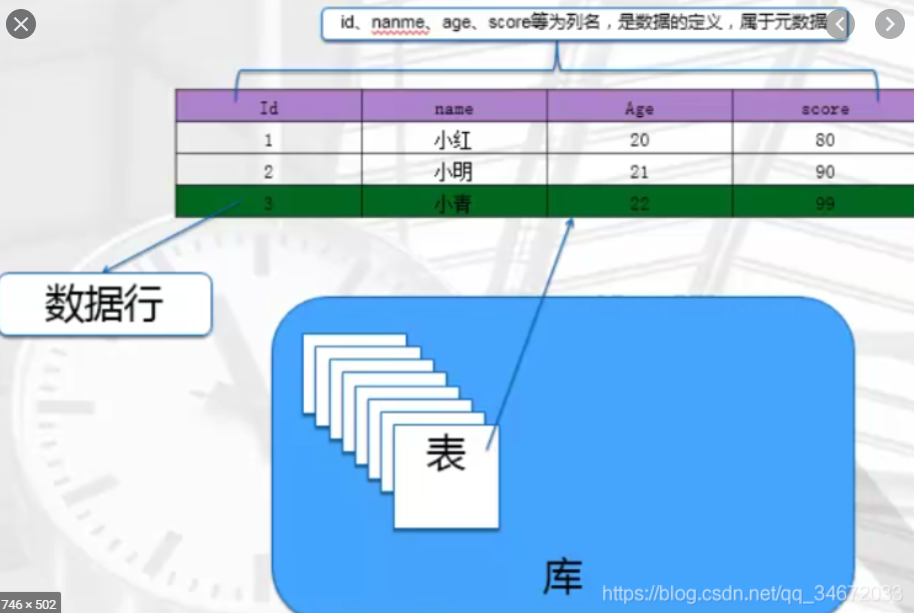 id、nanme、age、score等为列名，是数据的定义，属于元数据
Id name Age score
1 小红 20 80
2 小明 21 90
3 小青 22 99
数据行
表
库
https://blog.csdn.net/qq_34672033
746 × 502